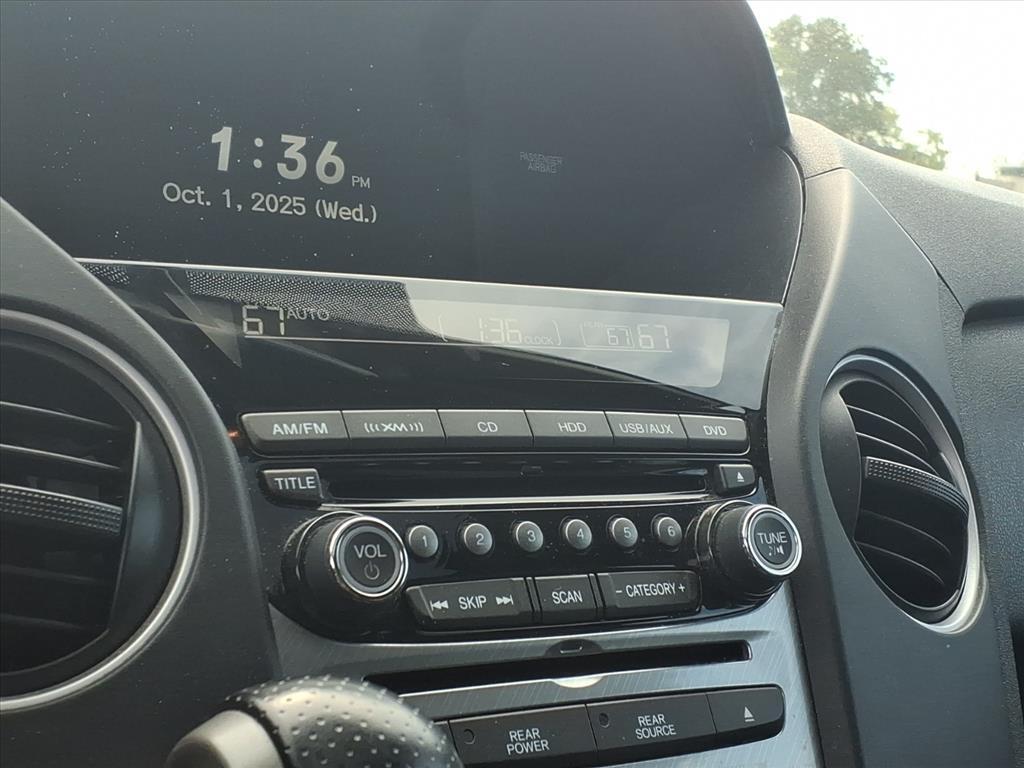 1:36 PM
Oct. 1, 2025 (Wed.)
PASSENGER
AIRBAG
67 AUTO 1:36 CLOCK REAR 67 67
AM/FM (((XM))) CD HDD USB/AUX DVD
TITLE
VOL 1 2 3 4 5 6 TUNE
SKIP SCAN - CATEGORY +
REAR
POWER
REAR
SOURCE